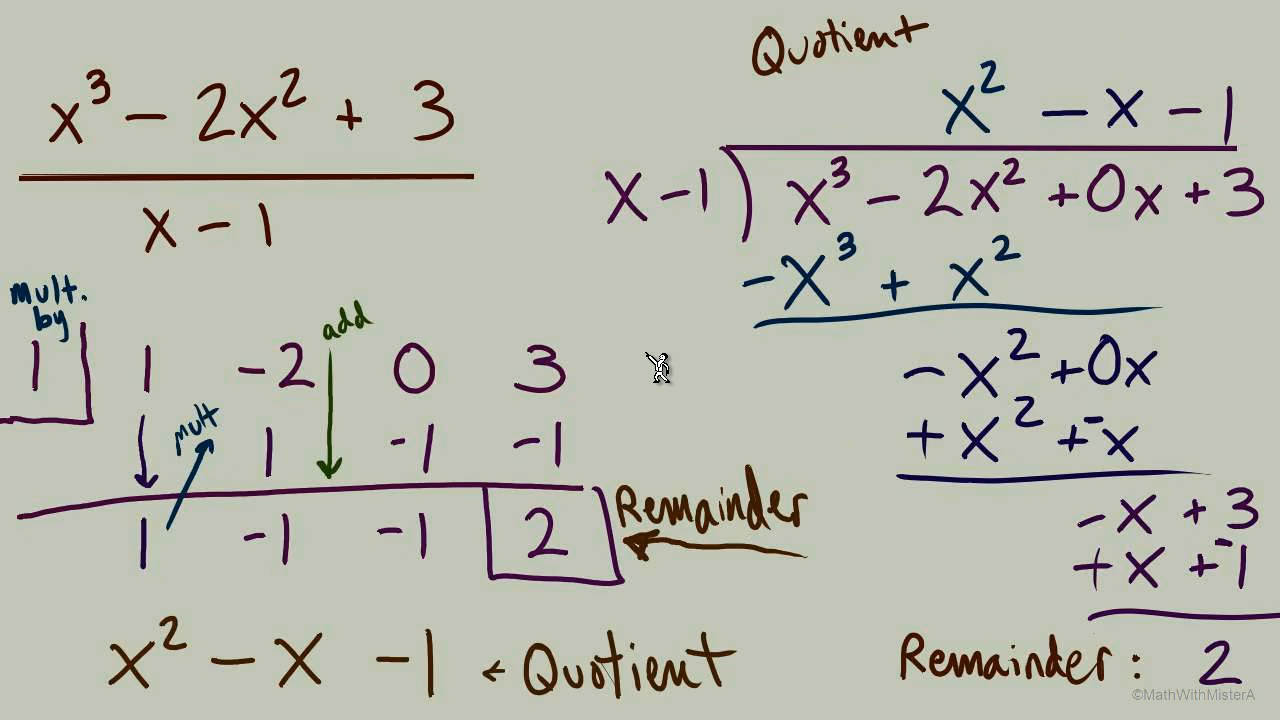 x³ - 2x² + 3
x - 1
mult.
by
add
1 1 -2 0 3
mult
1 -1 -1
1 -1 -1 2
Remainder
x² - x - 1 ← Quotient
Quotient
x² - x - 1
x - 1 ) x³ - 2x² + 0x + 3
-x³ + x²
-x² + 0x
+ x² + ⁻x
-x + 3
+ x + ⁻1
Remainder: 2
©MathWithMisterA